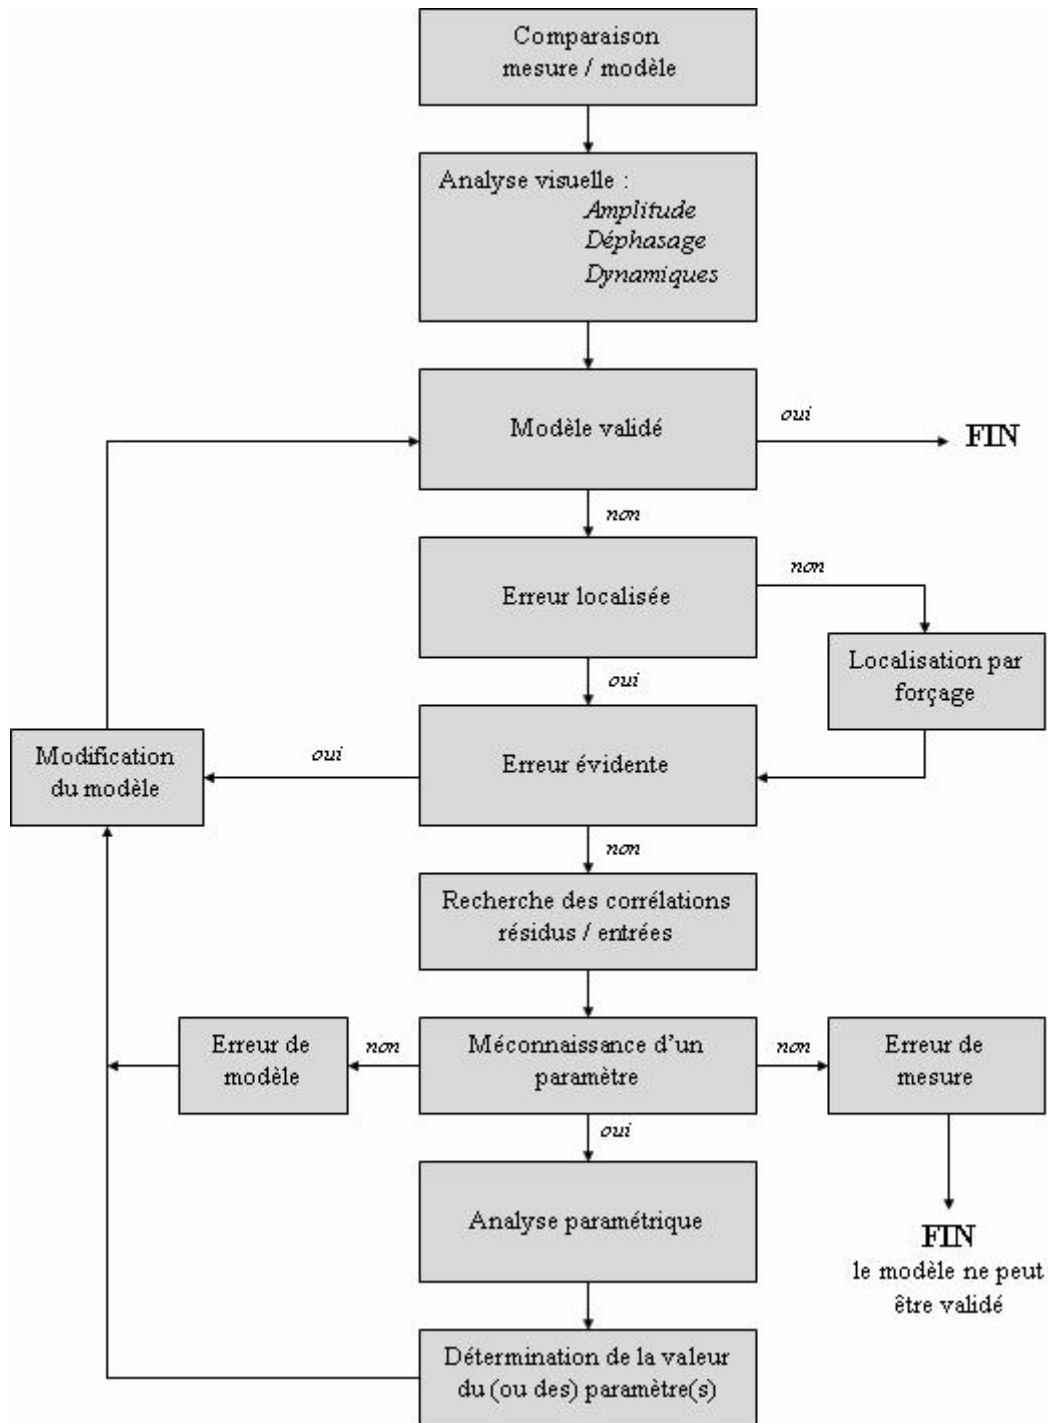 Comparaison
mesure / modèle
Analyse visuelle :
Amplitude
Déphasage
Dynamiques
Modèle validé
oui
FIN
non
Erreur localisée
non
Localisation par
forçage
oui
Modification
du modèle
oui
Erreur évidente
non
Recherche des corrélations
résidus / entrées
Erreur de
modèle
non
Méconnaissance d'un
paramètre
non
Erreur de
mesure
oui
Analyse paramétrique
FIN
le modèle ne peut
être validé
Détermination de la valeur
du (ou des) paramètre(s)